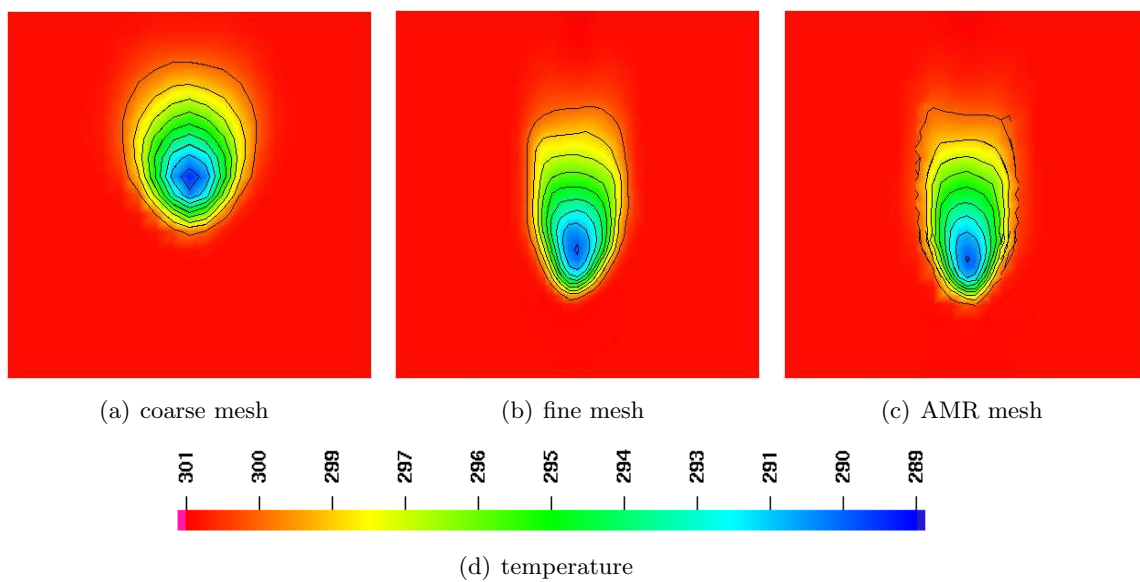 (a) coarse mesh
(b) fine mesh
(c) AMR mesh
301 300 299 297 296 295 294 293 291 290 289
(d) temperature